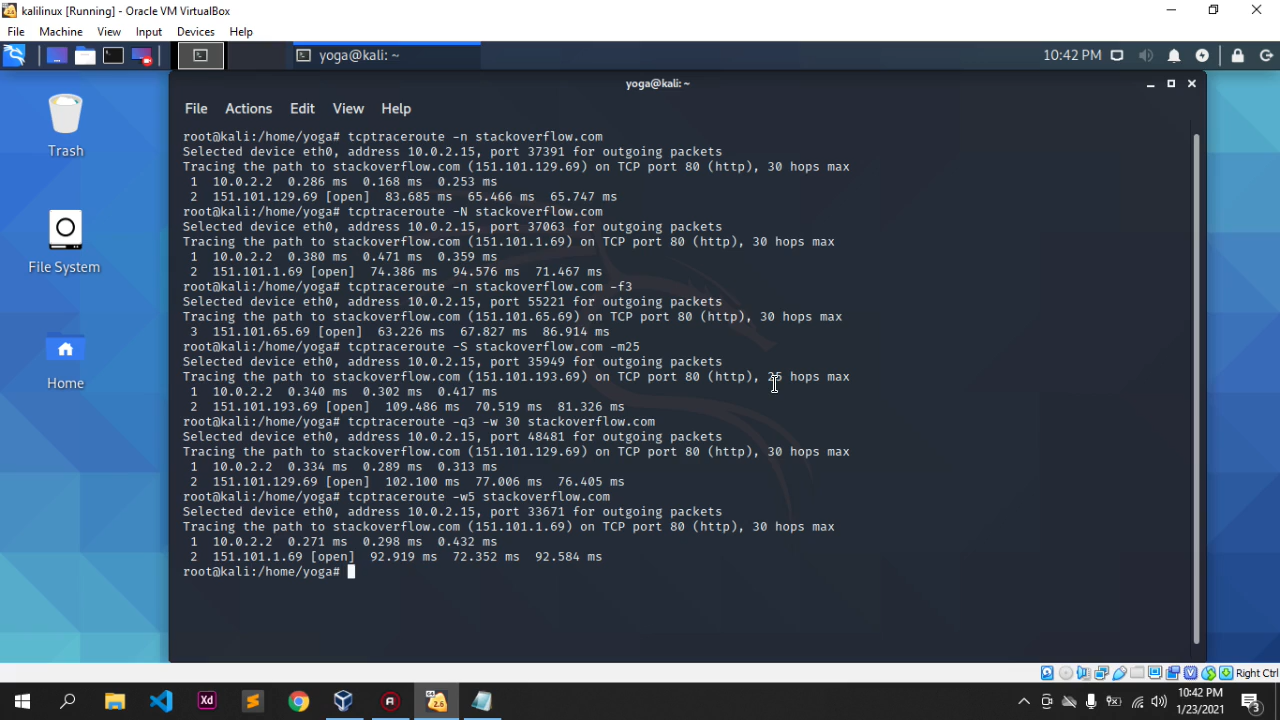 kalilinux [Running] - Oracle VM VirtualBox
File Machine View Input Devices Help
yoga@kali: ~ 10:42 PM
yoga@kali: ~
File Actions Edit View Help
Trash
File System
Home
root@kali:/home/yoga# tcptraceroute -n stackoverflow.com
Selected device eth0, address 10.0.2.15, port 37391 for outgoing packets
Tracing the path to stackoverflow.com (151.101.129.69) on TCP port 80 (http), 30 hops max
1 10.0.2.2 0.286 ms 0.168 ms 0.253 ms
2 151.101.129.69 [open] 83.685 ms 65.466 ms 65.747 ms
root@kali:/home/yoga# tcptraceroute -N stackoverflow.com
Selected device eth0, address 10.0.2.15, port 37063 for outgoing packets
Tracing the path to stackoverflow.com (151.101.1.69) on TCP port 80 (http), 30 hops max
1 10.0.2.2 0.380 ms 0.471 ms 0.359 ms
2 151.101.1.69 [open] 74.386 ms 94.576 ms 71.467 ms
root@kali:/home/yoga# tcptraceroute -n stackoverflow.com -f3
Selected device eth0, address 10.0.2.15, port 55221 for outgoing packets
Tracing the path to stackoverflow.com (151.101.65.69) on TCP port 80 (http), 30 hops max
3 151.101.65.69 [open] 63.226 ms 67.827 ms 86.914 ms
root@kali:/home/yoga# tcptraceroute -S stackoverflow.com -m25
Selected device eth0, address 10.0.2.15, port 35949 for outgoing packets
Tracing the path to stackoverflow.com (151.101.193.69) on TCP port 80 (http), 25 hops max
1 10.0.2.2 0.340 ms 0.302 ms 0.417 ms
2 151.101.193.69 [open] 109.486 ms 70.519 ms 81.326 ms
root@kali:/home/yoga# tcptraceroute -q3 -w 30 stackoverflow.com
Selected device eth0, address 10.0.2.15, port 48481 for outgoing packets
Tracing the path to stackoverflow.com (151.101.129.69) on TCP port 80 (http), 30 hops max
1 10.0.2.2 0.334 ms 0.289 ms 0.313 ms
2 151.101.129.69 [open] 102.100 ms 77.006 ms 76.405 ms
root@kali:/home/yoga# tcptraceroute -w5 stackoverflow.com
Selected device eth0, address 10.0.2.15, port 33671 for outgoing packets
Tracing the path to stackoverflow.com (151.101.1.69) on TCP port 80 (http), 30 hops max
1 10.0.2.2 0.271 ms 0.298 ms 0.432 ms
2 151.101.1.69 [open] 92.919 ms 72.352 ms 92.584 ms
root@kali:/home/yoga#
Right Ctrl
Xd
2.6
10:42 PM
1/23/2021
3